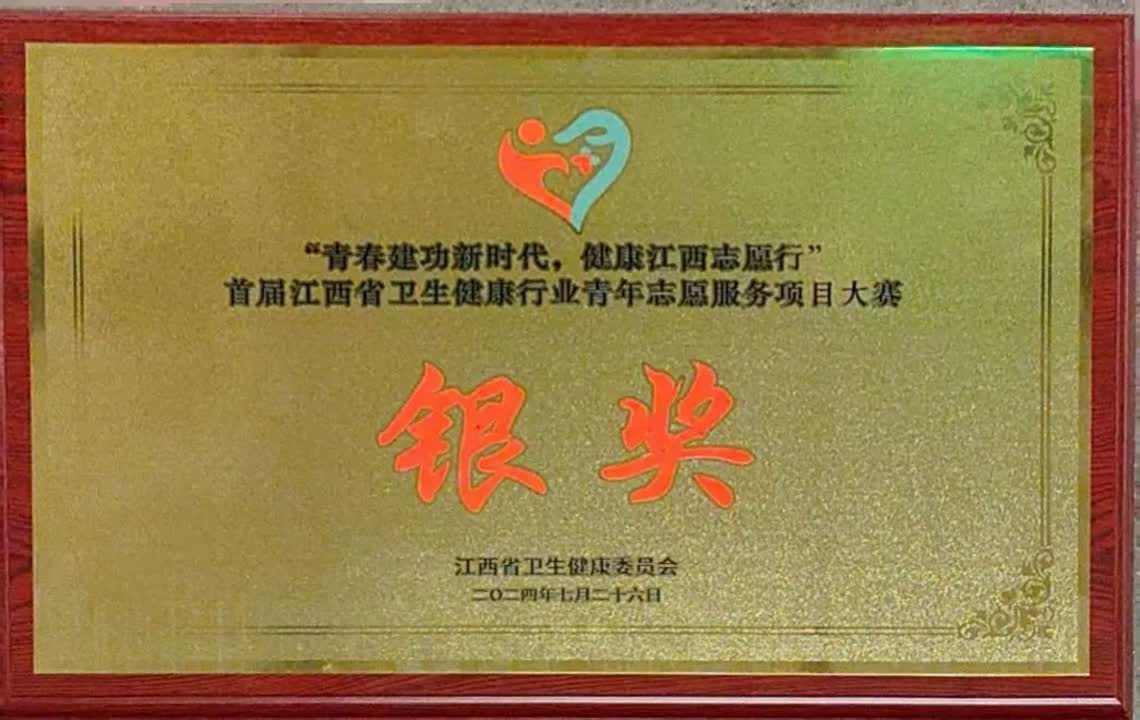 “青春建功新时代，健康江西志愿行”
首届江西省卫生健康行业青年志愿服务项目大赛
银奖
江西省卫生健康委员会
二〇二四年七月二十六日